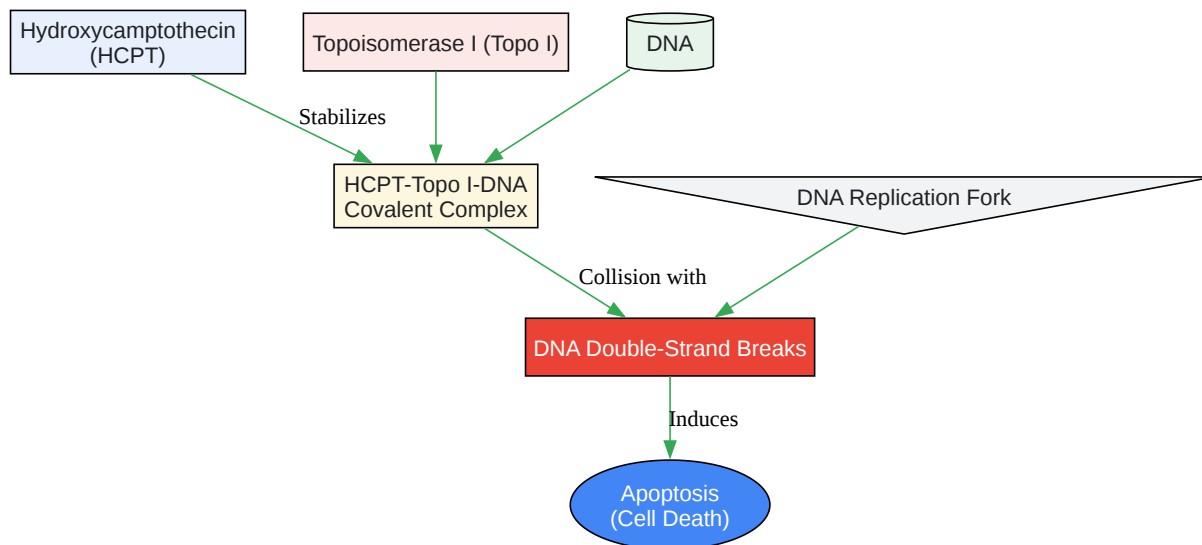 Hydroxycamptothecin
(HCPT)
Topoisomerase I (Topo I)
DNA
Stabilizes
HCPT-Topo I-DNA
Covalent Complex
DNA Replication Fork
Collision with
DNA Double-Strand Breaks
Induces
Apoptosis
(Cell Death)